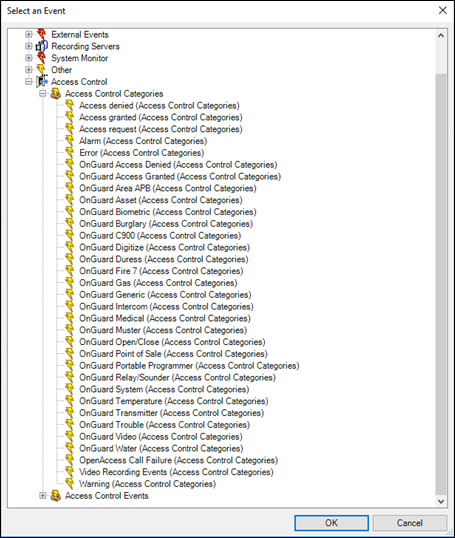 Select an Event
External Events
Recording Servers
System Monitor
Other
Access Control
Access Control Categories
Access denied (Access Control Categories)
Access granted (Access Control Categories)
Access request (Access Control Categories)
Alarm (Access Control Categories)
Error (Access Control Categories)
OnGuard Access Denied (Access Control Categories)
OnGuard Access Granted (Access Control Categories)
OnGuard Area APB (Access Control Categories)
OnGuard Asset (Access Control Categories)
OnGuard Biometric (Access Control Categories)
OnGuard Burglary (Access Control Categories)
OnGuard C900 (Access Control Categories)
OnGuard Digitize (Access Control Categories)
OnGuard Duress (Access Control Categories)
OnGuard Fire 7 (Access Control Categories)
OnGuard Gas (Access Control Categories)
OnGuard Generic (Access Control Categories)
OnGuard Intercom (Access Control Categories)
OnGuard Medical (Access Control Categories)
OnGuard Muster (Access Control Categories)
OnGuard Open/Close (Access Control Categories)
OnGuard Point of Sale (Access Control Categories)
OnGuard Portable Programmer (Access Control Categories)
OnGuard Relay/Sounder (Access Control Categories)
OnGuard System (Access Control Categories)
OnGuard Temperature (Access Control Categories)
OnGuard Transmitter (Access Control Categories)
OnGuard Trouble (Access Control Categories)
OnGuard Video (Access Control Categories)
OnGuard Water (Access Control Categories)
OpenAccess Call Failure (Access Control Categories)
Video Recording Events (Access Control Categories)
Warning (Access Control Categories)
Access Control Events
OK
Cancel